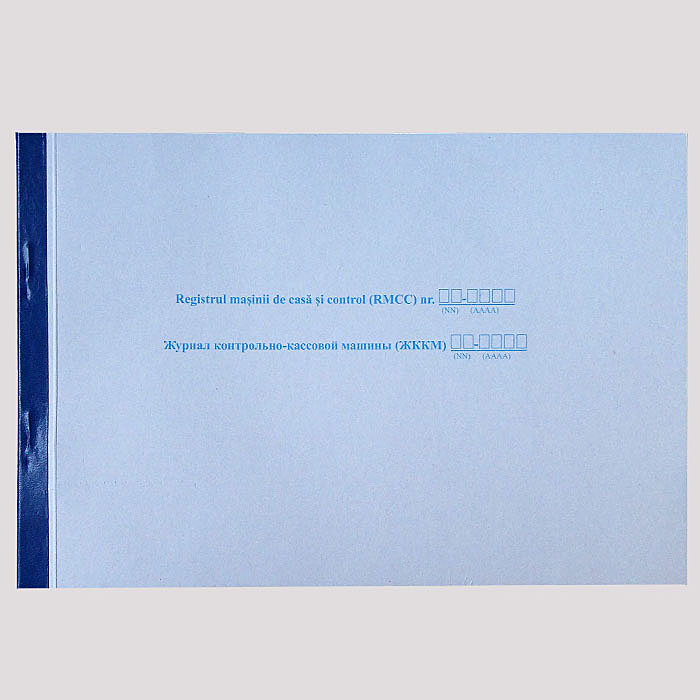 Registrul mașinii de casă și control (RMCC) nr. □□-□□□□
(NN) (AAAA)
Журнал контрольно-кассовой машины (ЖККМ) □□-□□□□
(NN) (AAAA)